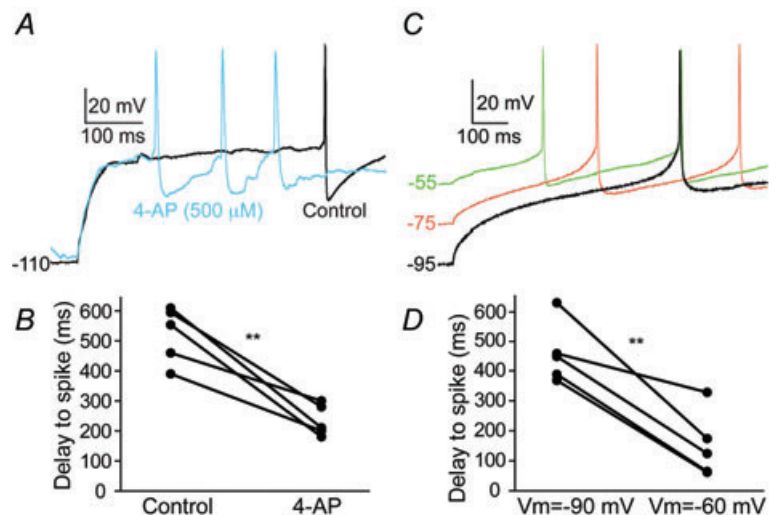 A
20 mV
100 ms
4-AP (500 µM)
Control
-110
C
20 mV
100 ms
-55
-75
-95
B
Delay to spike (ms)
600
500
400
300
200
100
0
**
Control
4-AP
D
Delay to spike (ms)
600
500
400
300
200
100
0
**
Vm=-90 mV
Vm=-60 mV